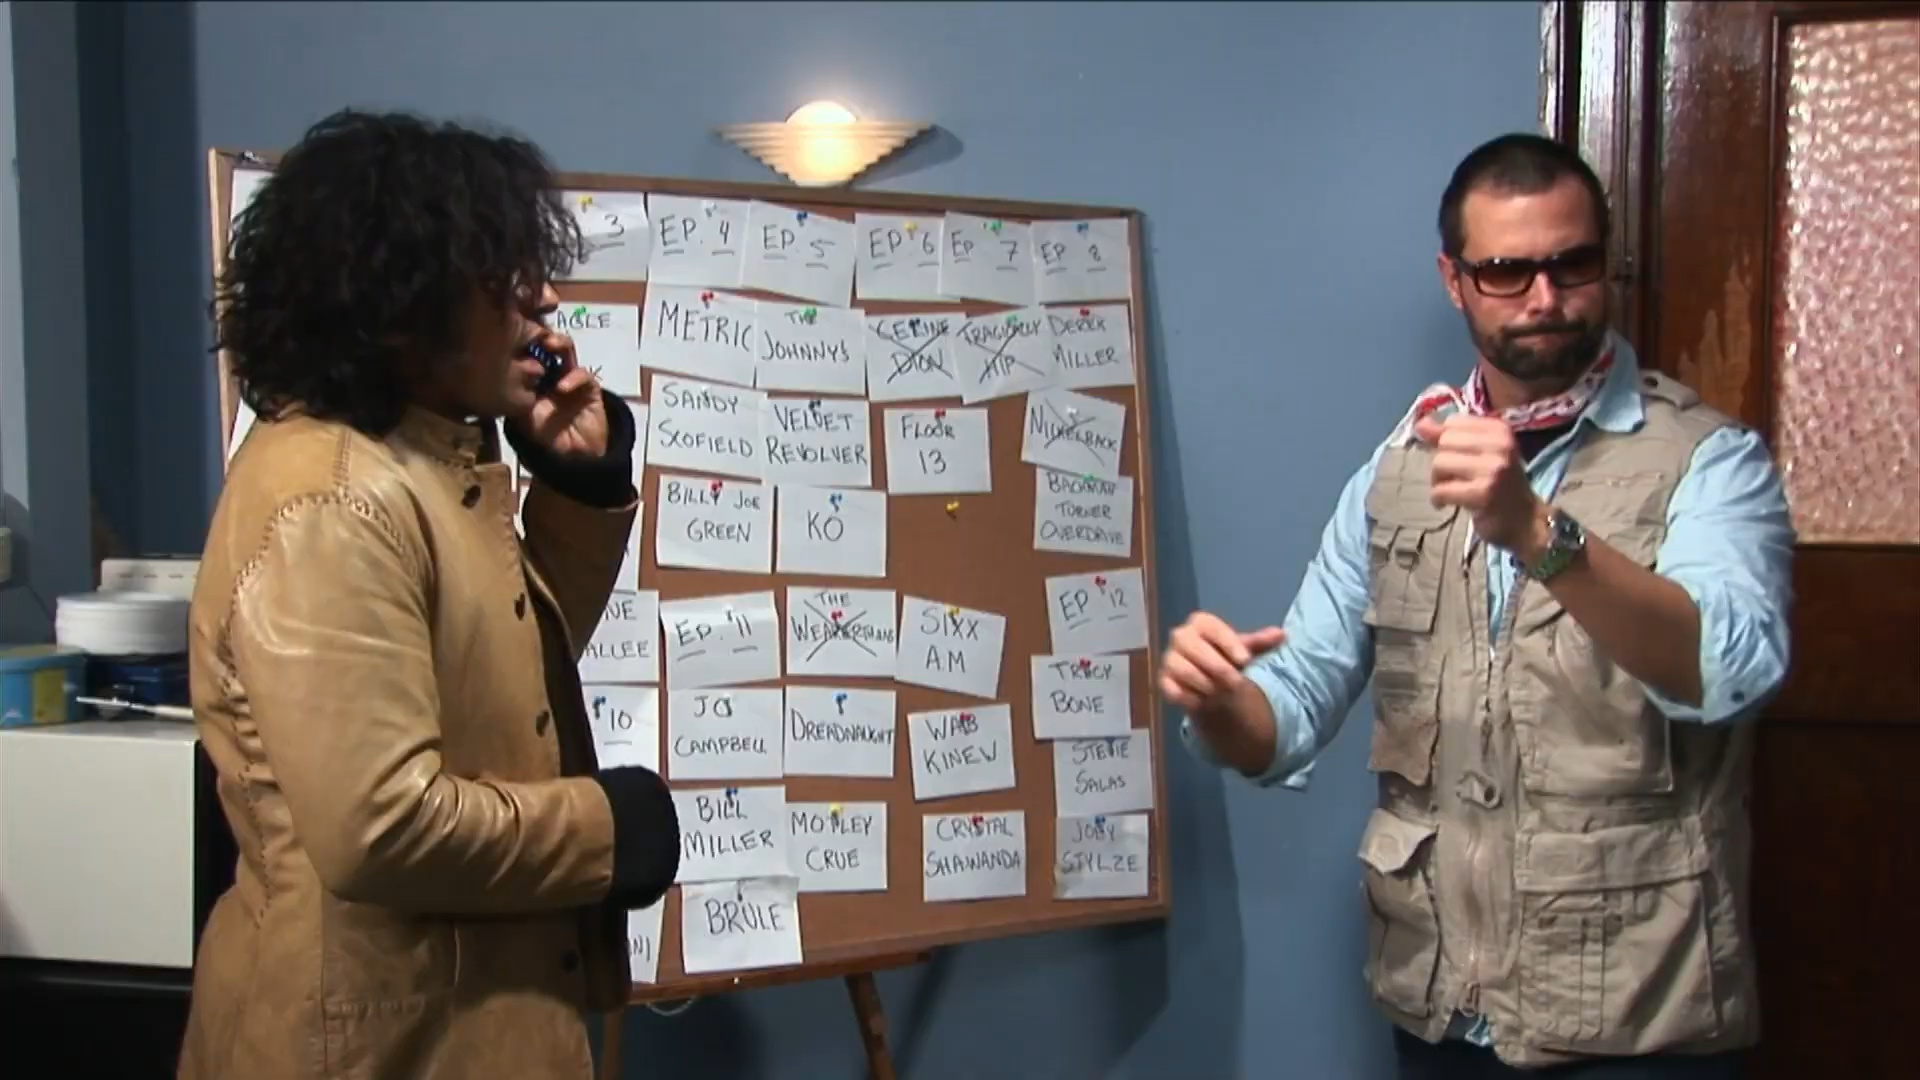 3
EP. 4
EP. 5
EP 6
EP 7
EP 8
AGLE
K
METRIC
THE
JOHNNYS
CELINE
DION
TRAGICALLY
HIP
DEREK
MILLER
SANDY
SCOFIELD
VELVET
REVOLVER
FLOOR
13
NICKELBACK
BILLY JOE
GREEN
KO
BACHMAN
TURNER
OVERDRIVE
NE
ALLEE
EP. 11
THE
WEAKERTHANS
SIXX
A.M
EP 12
10
JO
CAMPBELL
DREADNAUGHT
WAB
KINEW
TRACY
BONE
STEVIE
SALAS
BILL
MILLER
MOTLEY
CRUE
CRYSTAL
SHAWANDA
JOEY
STYLZE
BRULE